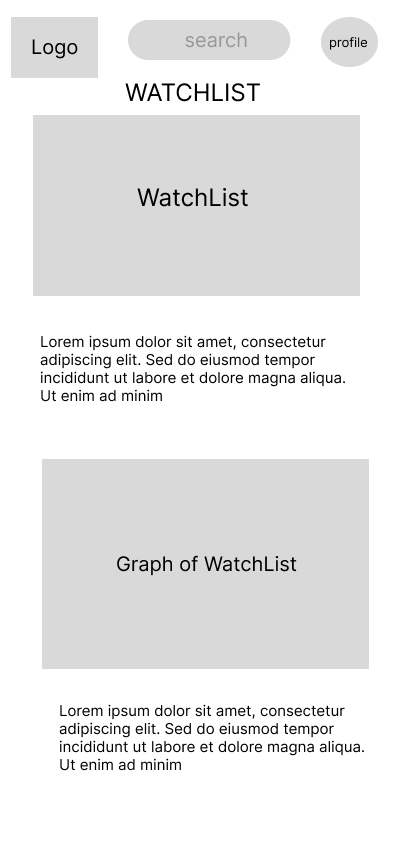 Logo
search
profile
WATCHLIST
WatchList
Lorem ipsum dolor sit amet, consectetur
adipiscing elit. Sed do eiusmod tempor
incididunt ut labore et dolore magna aliqua.
Ut enim ad minim
Graph of WatchList
Lorem ipsum dolor sit amet, consectetur
adipiscing elit. Sed do eiusmod tempor
incididunt ut labore et dolore magna aliqua.
Ut enim ad minim